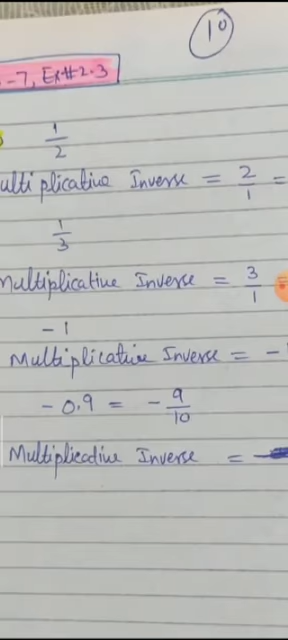 10
-7, Ex#2.3
1/2
ultiplicative Inverse = 2/1 =
1/3
Multiplicative Inverse = 3/1 =
-1
Multiplicative Inverse = -
-0.9 = -9/10
Multiplicative Inverse = -